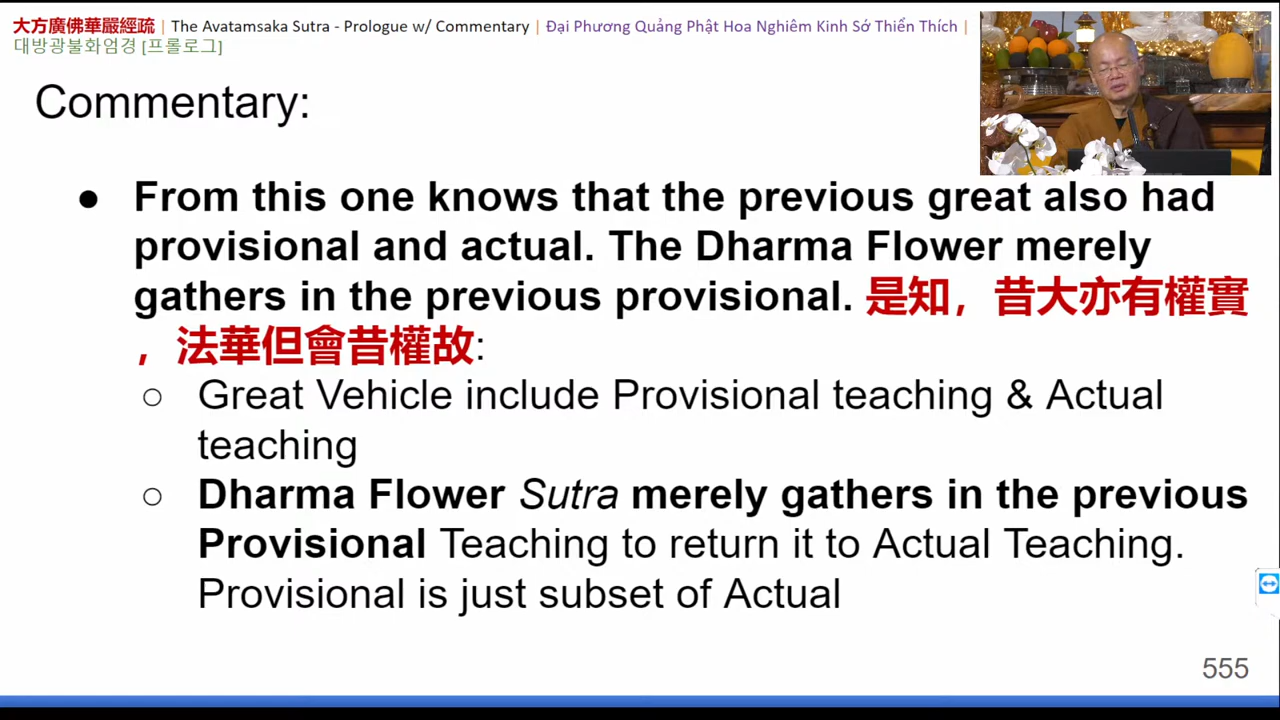 大方廣佛華嚴經疏 | The Avatamsaka Sutra - Prologue w/ Commentary | Đại Phương Quảng Phật Hoa Nghiêm Kinh Sớ Thiển Thích |
대방광불화엄경 [프롤로그]
Commentary:
● From this one knows that the previous great also had
provisional and actual. The Dharma Flower merely
gathers in the previous provisional. 是知，昔大亦有權實
，法華但會昔權故:
○ Great Vehicle include Provisional teaching & Actual
teaching
○ Dharma Flower Sutra merely gathers in the previous
Provisional Teaching to return it to Actual Teaching.
Provisional is just subset of Actual
555